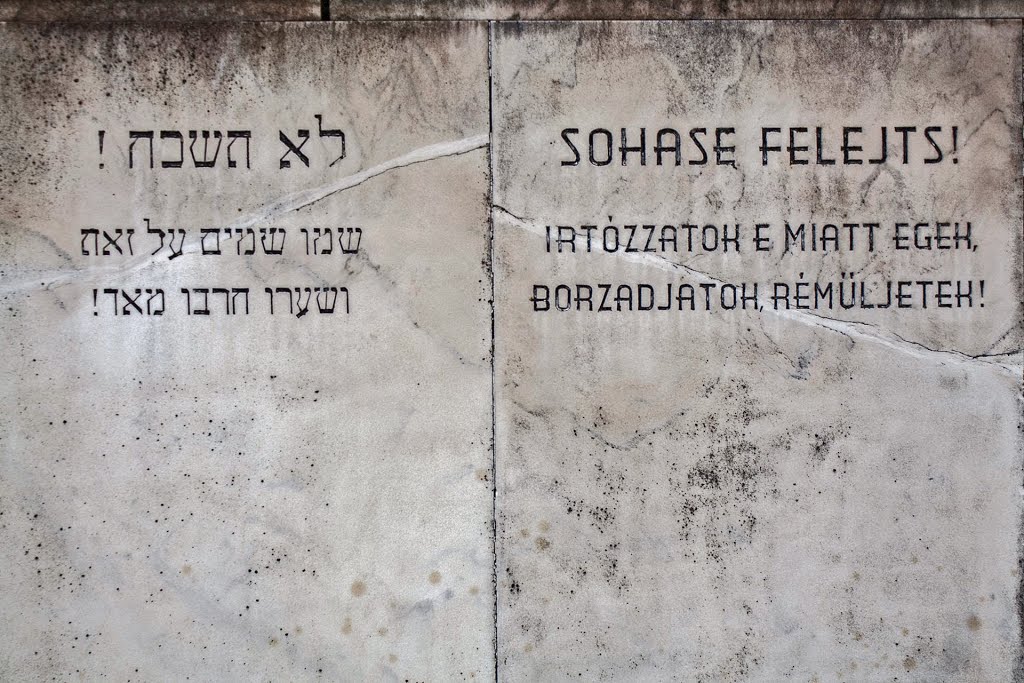 לא תשכח !
שמו שמים על זאת
ושערו חרבו מאד!
SOHASE FELEJTS!
IRTÓZZATOK E MIATT EGEK,
BORZADJATOK, RÉMÜLJETEK!